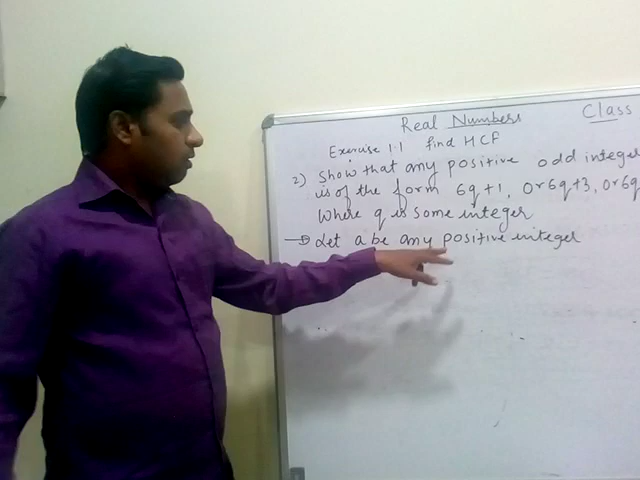 Real Numbers Class
Exercise 1.1 find HCF
2) Show that any positive odd integer
is of the form 6q+1, or 6q+3, or 6q
Where q is some integer
→ Let a be any positive integer